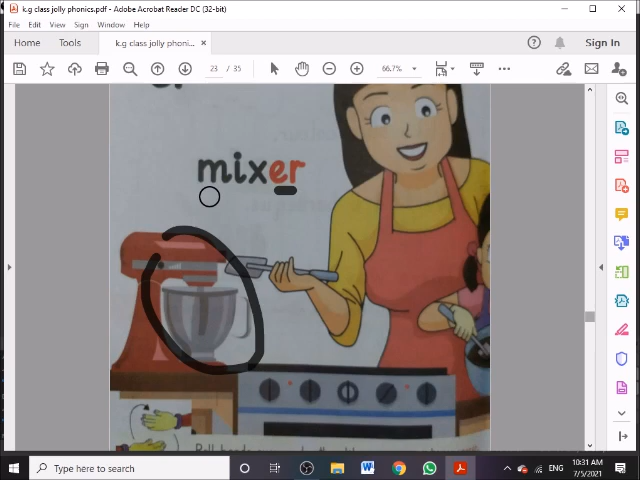 k.g class jolly phonics.pdf - Adobe Acrobat Reader DC (32-bit)
File Edit View Sign Window Help
Home Tools k.g class jolly phoni... × Sign In
23 / 35 66.7%
mixer
Type here to search
ENG
10:31 AM
7/5/2021